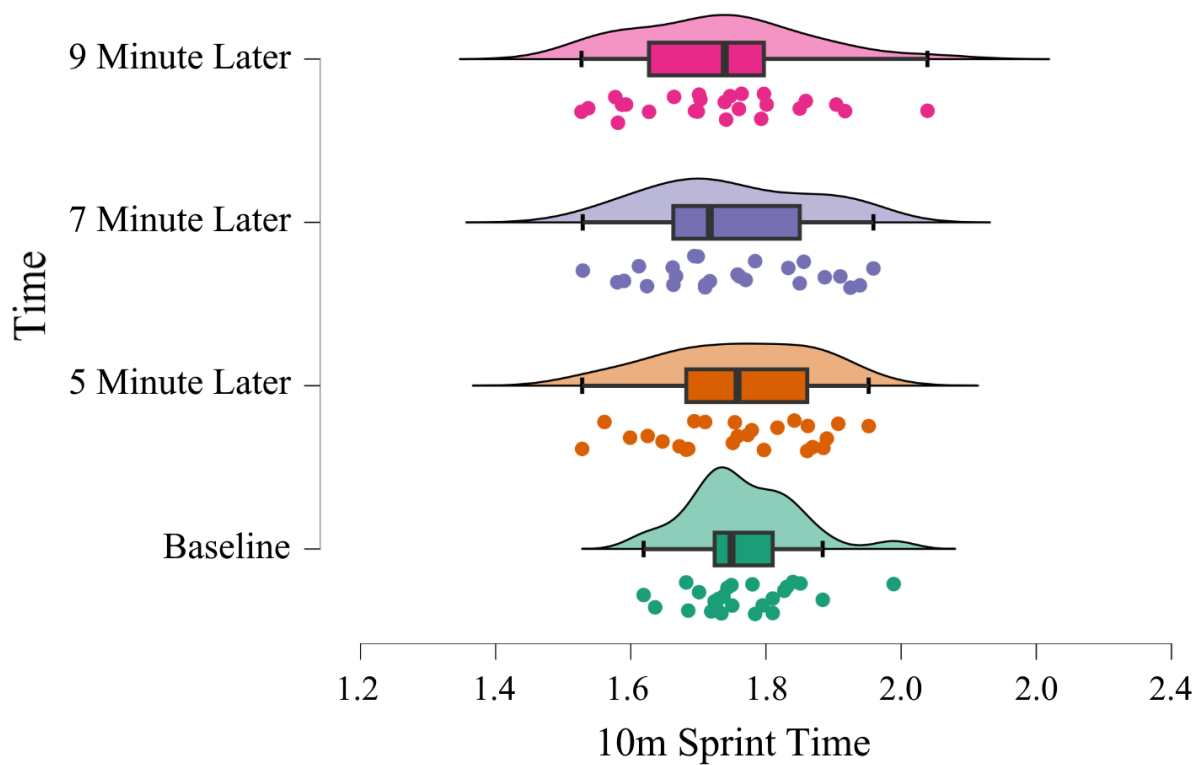 9 Minute Later
7 Minute Later
Time
5 Minute Later
Baseline
1.2 1.4 1.6 1.8 2.0 2.0 2.4
10m Sprint Time